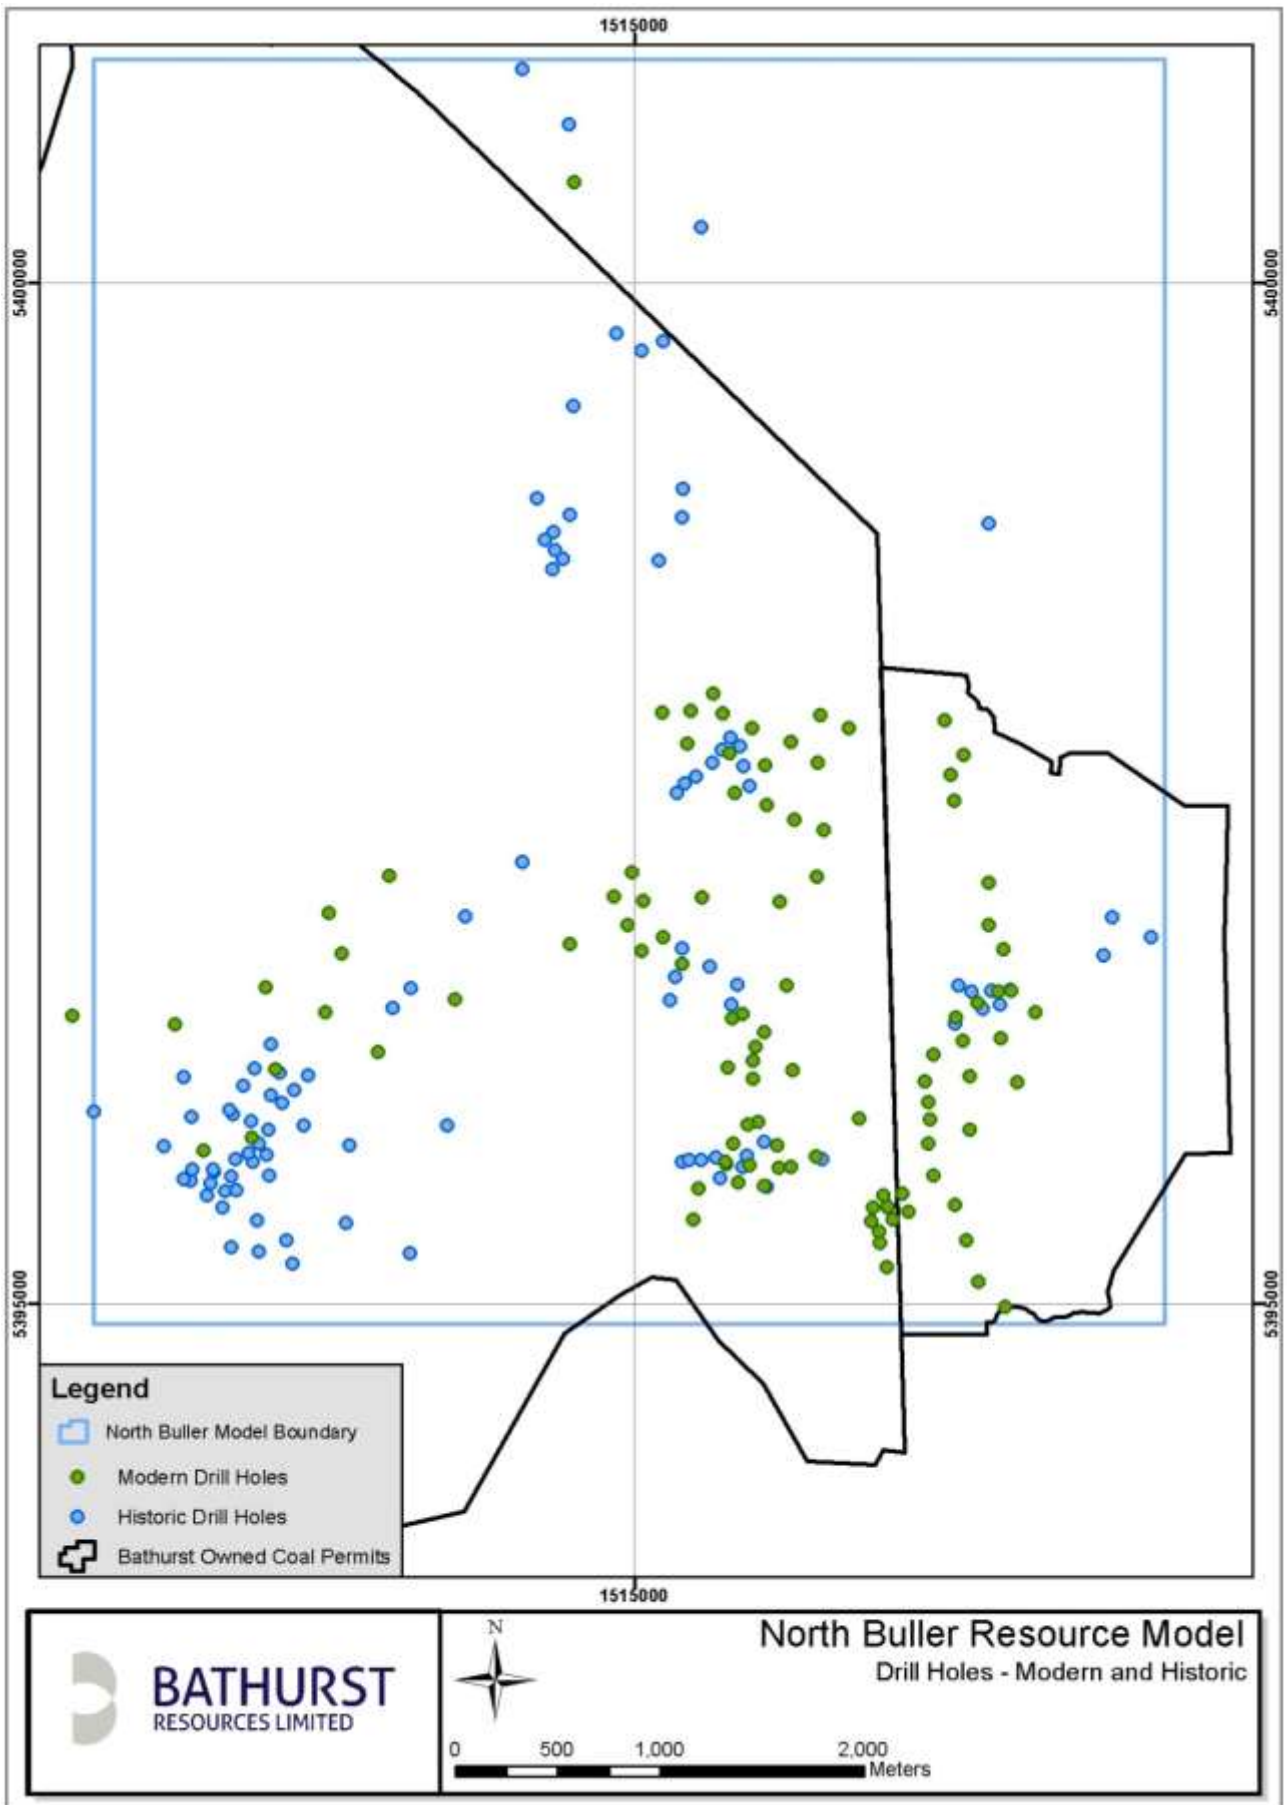 1515000
5400000
5400000
5395000
5395000
Legend
North Buller Model Boundary
Modern Drill Holes
Historic Drill Holes
Bathurst Owned Coal Permits
1515000
BATHURST
RESOURCES LIMITED
N
North Buller Resource Model
Drill Holes - Modern and Historic
0 500 1,000 2,000
Meters